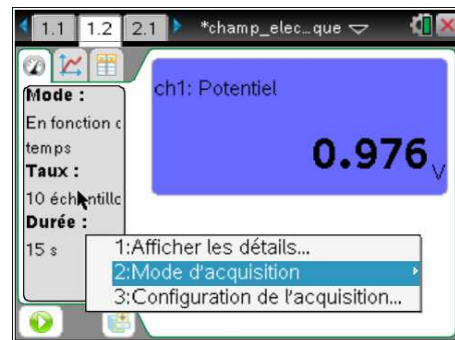 1.1 1.2 2.1 *champ_elec...que
Mode :
En fonction c
temps
Taux :
10 échantillc
Durée :
15 s
ch1: Potentiel
0.976 V
1:Afficher les détails...
2:Mode d'acquisition
3:Configuration de l'acquisition...